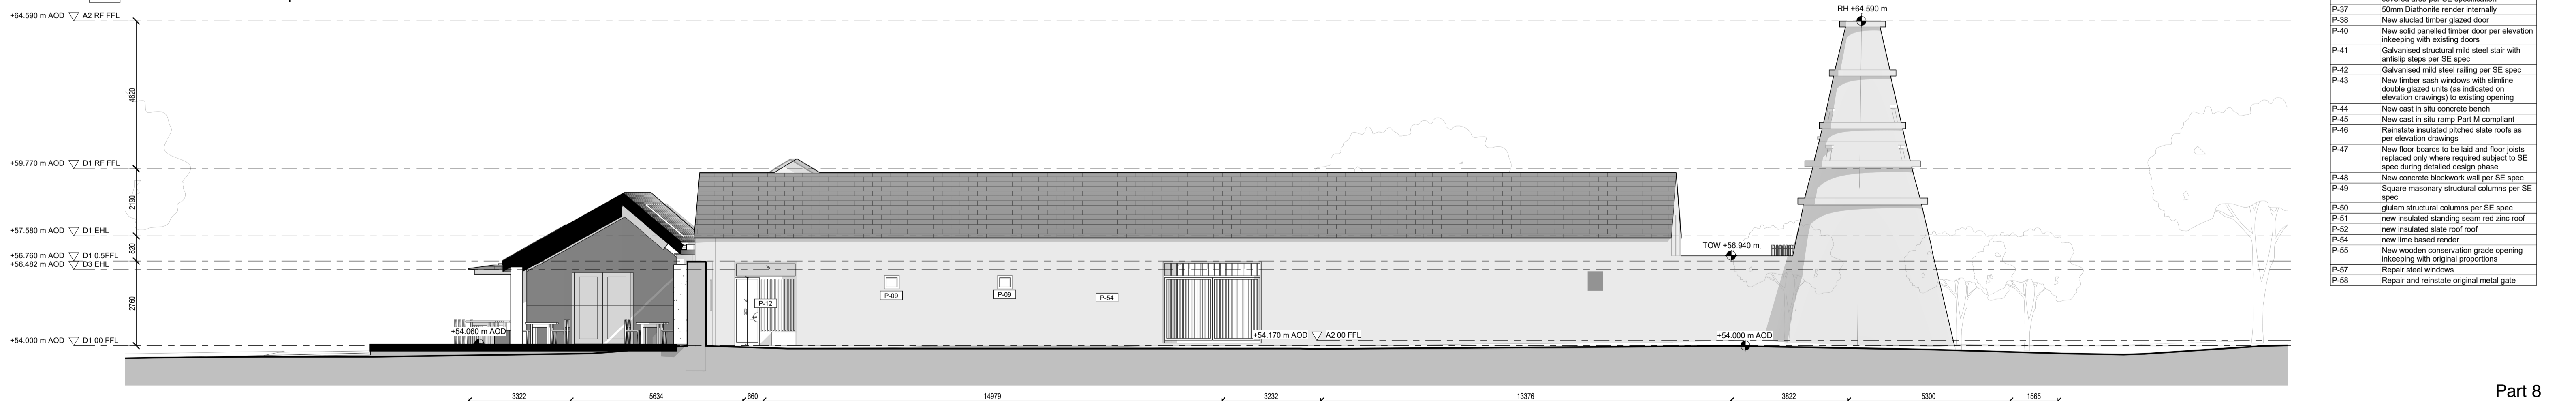 +64.590 m AOD A2 RF FFL
RH +64.590 m
4820
+59.770 m AOD D1 RF FFL
2190
+57.580 m AOD D1 EHL
820
+56.760 m AOD D1 0.5FFL
+56.482 m AOD D3 EHL
TOW +56.940 m
2760
P-12
P-09
P-09
P-54
+54.060 m AOD
+54.170 m AOD A2 00 FFL
+54.000 m AOD
+54.000 m AOD D1 00 FFL
3322 5634 660 14979 3232 13376 3822 5300 1565
P-37 50mm Diathonite render internally
P-38 New aluclad timber glazed door
P-40 New solid panelled timber door per elevation
inkeeping with existing doors
P-41 Galvanised structural mild steel stair with
antislip steps per SE spec
P-42 Galvanised mild steel railing per SE spec
P-43 New timber sash windows with slimline
double glazed units (as indicated on
elevation drawings) to existing opening
P-44 New cast in situ concrete bench
P-45 New cast in situ ramp Part M compliant
P-46 Reinstate insulated pitched slate roofs as
per elevation drawings
P-47 New floor boards to be laid and floor joists
replaced only where required subject to SE
spec during detailed design phase
P-48 New concrete blockwork wall per SE spec
P-49 Square masonary structural columns per SE
spec
P-50 glulam structural columns per SE spec
P-51 new insulated standing seam red zinc roof
P-52 new insulated slate roof roof
P-54 new lime based render
P-55 New wooden conservation grade opening
inkeeping with original proportions
P-57 Repair steel windows
P-58 Repair and reinstate original metal gate
Part 8